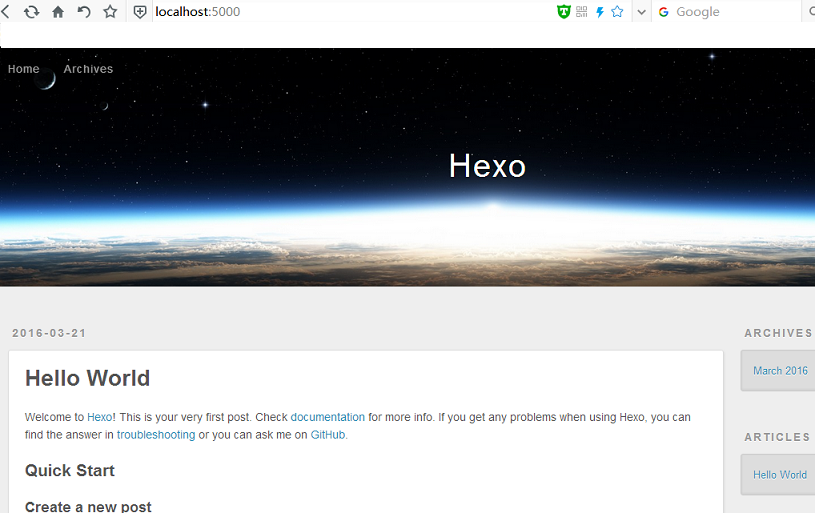 localhost:5000
Google
Home Archives
Hexo
2016-03-21
Hello World
Welcome to Hexo! This is your very first post. Check documentation for more info. If you get any problems when using Hexo, you can
find the answer in troubleshooting or you can ask me on GitHub.
Quick Start
Create a new post
ARCHIVES
March 2016
ARTICLES
Hello World